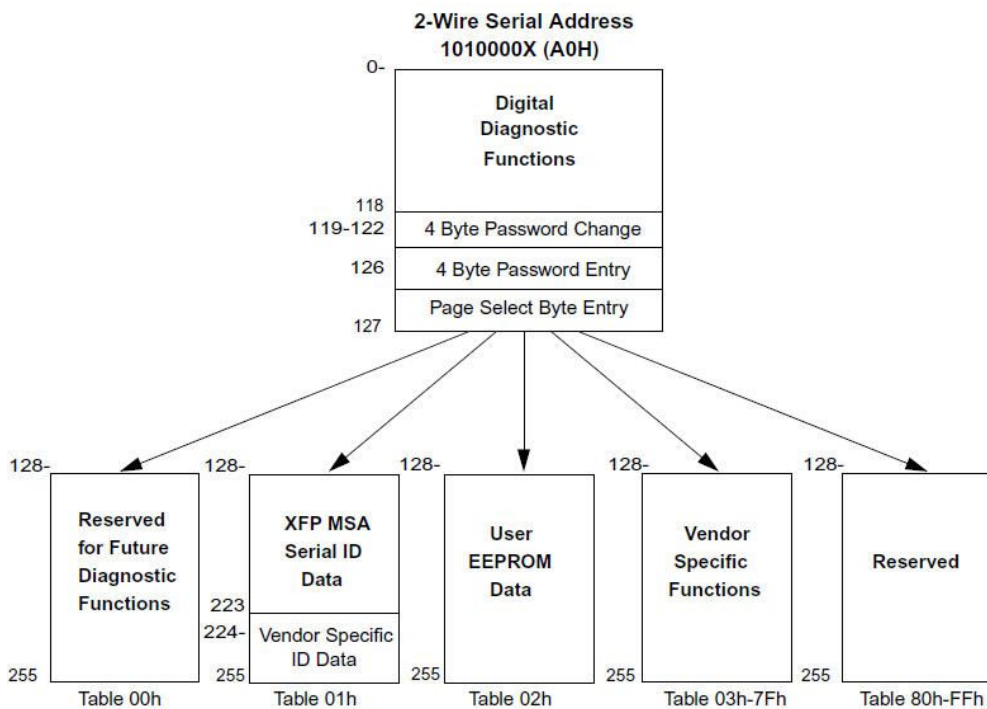 2-Wire Serial Address
1010000X (A0H)
0-
Digital
Diagnostic
Functions
118
119-122
4 Byte Password Change
126
4 Byte Password Entry
Page Select Byte Entry
127
128-
Reserved
for Future
Diagnostic
Functions
255
Table 00h
128-
XFP MSA
Serial ID
Data
223
224-
Vendor Specific
ID Data
255
Table 01h
128-
User
EEPROM
Data
255
Table 02h
128-
Vendor
Specific
Functions
255
Table 03h-7Fh
128-
Reserved
255
Table 80h-FFh